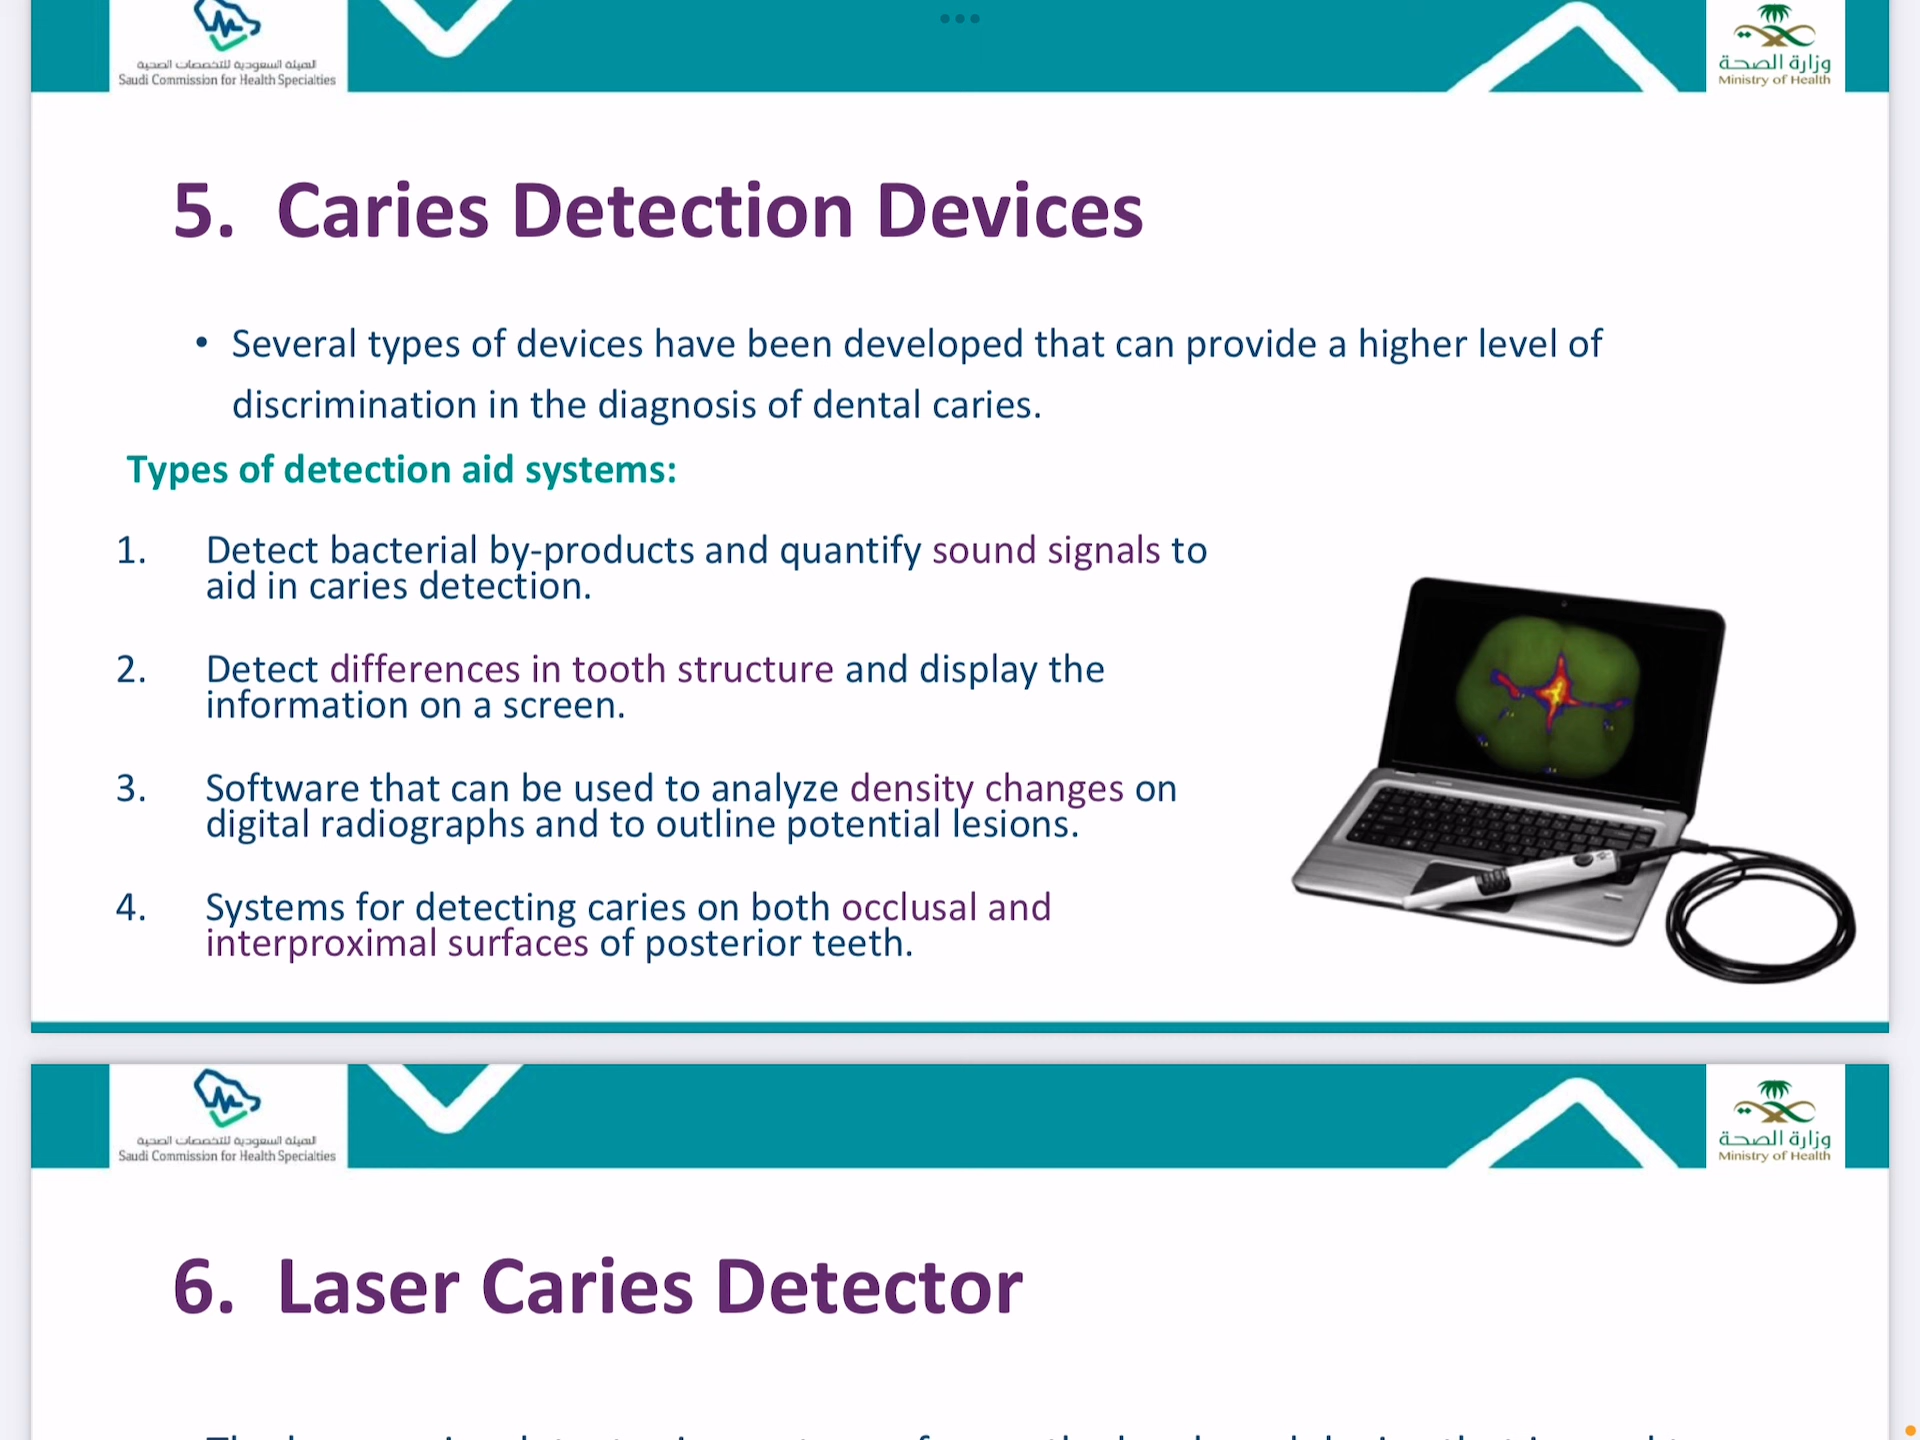 الهيئة السعودية للتخصصات الصحية
Saudi Commission for Health Specialties
وزارة الصحة
Ministry of Health
5. Caries Detection Devices
• Several types of devices have been developed that can provide a higher level of
discrimination in the diagnosis of dental caries.
Types of detection aid systems:
1. Detect bacterial by-products and quantify sound signals to
aid in caries detection.
2. Detect differences in tooth structure and display the
information on a screen.
3. Software that can be used to analyze density changes on
digital radiographs and to outline potential lesions.
4. Systems for detecting caries on both occlusal and
interproximal surfaces of posterior teeth.
الهيئة السعودية للتخصصات الصحية
Saudi Commission for Health Specialties
وزارة الصحة
Ministry of Health
6. Laser Caries Detector